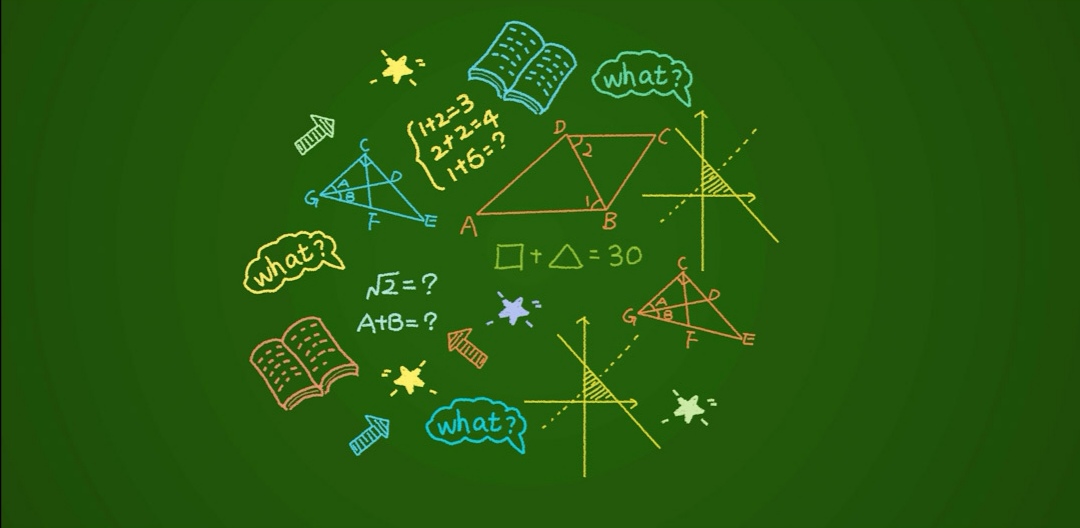 what?
1+2=3
2+2=4
1+5=?
D
C
2
1
A
B
C
D
A
B
G
F
E
what?
□+△=30
√2=?
A+B=?
C
D
A
B
G
F
E
what?